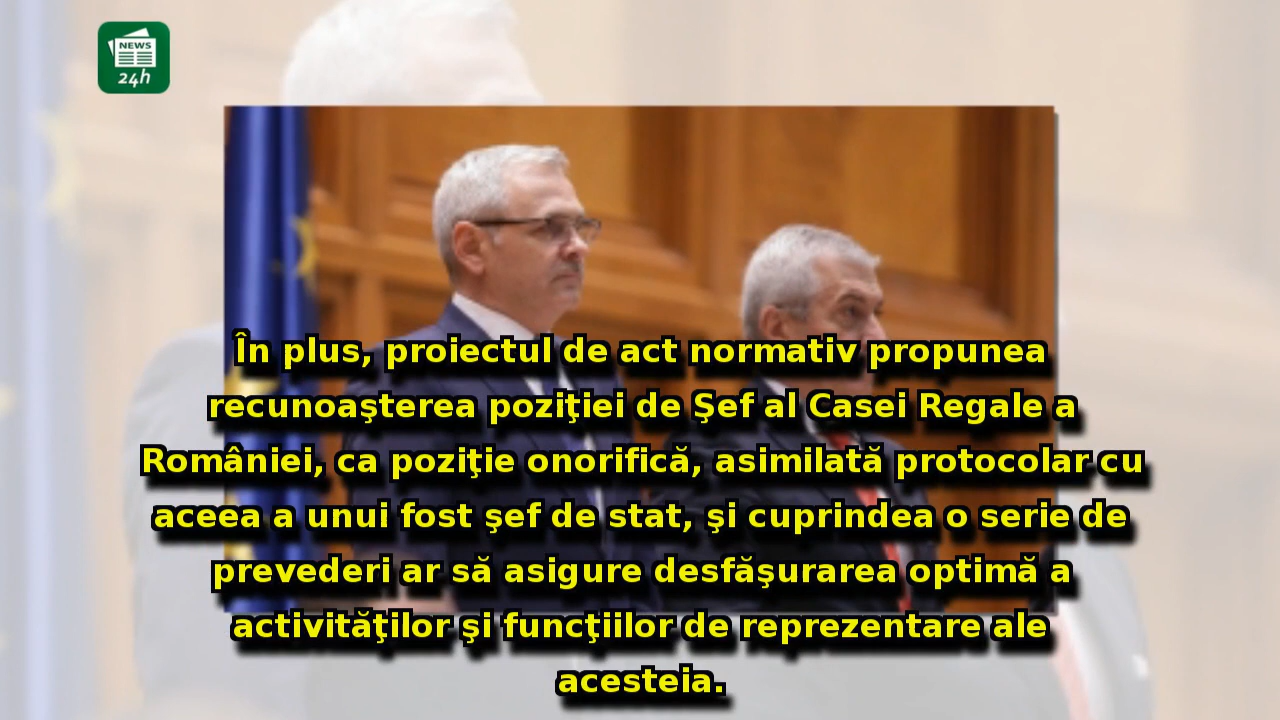 NEWS
24h
În plus, proiectul de act normativ propunea
recunoaşterea poziţiei de Şef al Casei Regale a
României, ca poziţie onorifică, asimilată protocolar cu
aceea a unui fost şef de stat, şi cuprindea o serie de
prevederi ar să asigure desfăşurarea optimă a
activităţilor şi funcţiilor de reprezentare ale
acesteia.